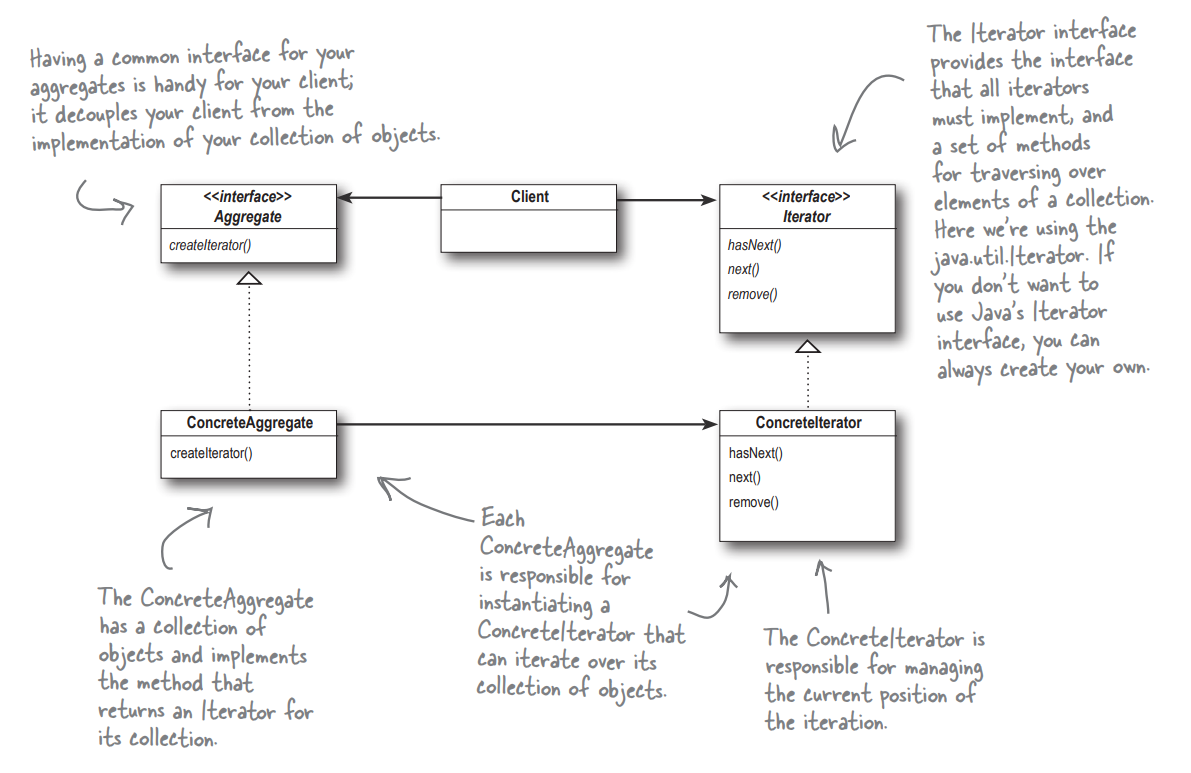 Having a common interface for your
aggregates is handy for your client;
it decouples your client from the
implementation of your collection of objects.
The Iterator interface
provides the interface
that all iterators
must implement, and
a set of methods
for traversing over
elements of a collection.
Here we're using the
java.util.Iterator. If
you don't want to
use Java's Iterator
interface, you can
always create your own.
<<interface>>
Aggregate
createIterator()
Client
<<interface>>
Iterator
hasNext()
next()
remove()
ConcreteAggregate
createIterator()
ConcreteIterator
hasNext()
next()
remove()
The ConcreteAggregate
has a collection of
objects and implements
the method that
returns an Iterator for
its collection.
Each
ConcreteAggregate
is responsible for
instantiating a
ConcreteIterator that
can iterate over its
collection of objects.
The ConcreteIterator is
responsible for managing
the current position of
the iteration.